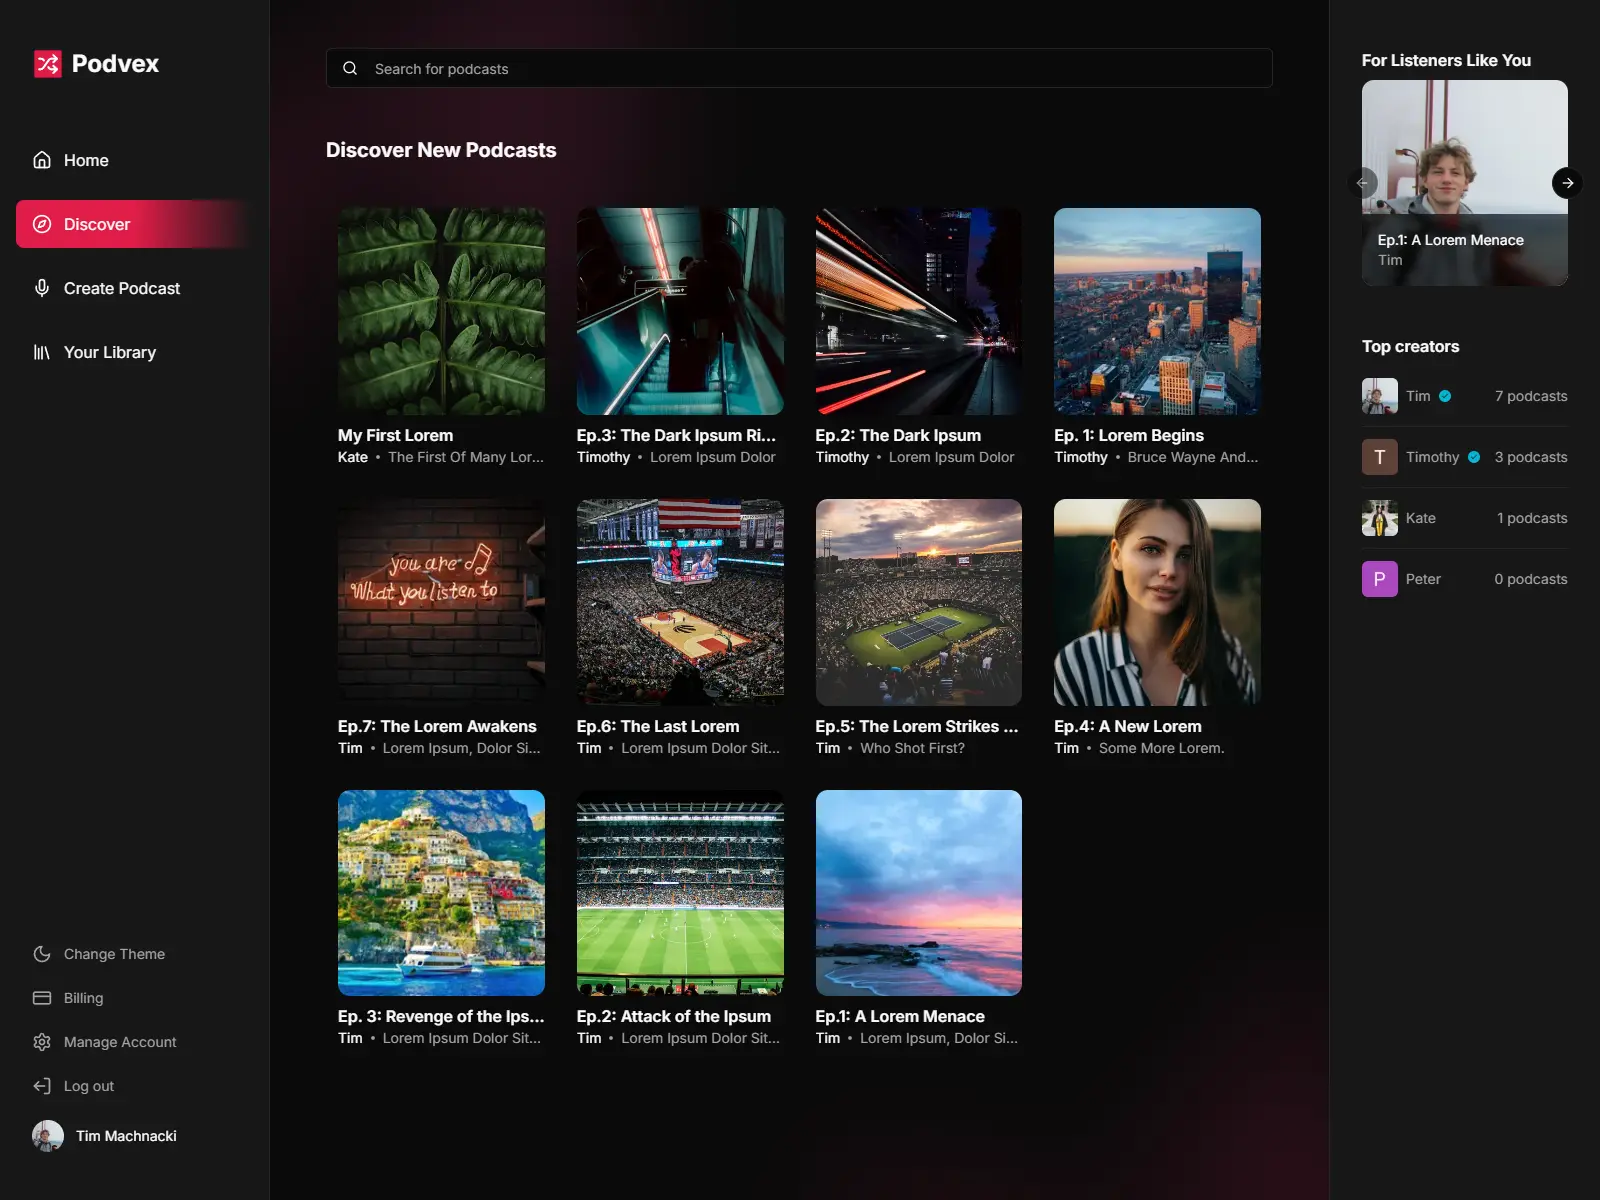 Podvex
Home
Discover
Create Podcast
Your Library
Change Theme
Billing
Manage Account
Log out
Tim Machnacki
Search for podcasts
Discover New Podcasts
My First Lorem
Kate • The First Of Many Lor...
Ep.3: The Dark Ipsum Ri...
Timothy • Lorem Ipsum Dolor
Ep.2: The Dark Ipsum
Timothy • Lorem Ipsum Dolor
Ep. 1: Lorem Begins
Timothy • Bruce Wayne And...
you are
What you listen to
Ep.7: The Lorem Awakens
Tim • Lorem Ipsum, Dolor Si...
Ep.6: The Last Lorem
Tim • Lorem Ipsum Dolor Sit...
Ep.5: The Lorem Strikes ...
Tim • Who Shot First?
Ep.4: A New Lorem
Tim • Some More Lorem.
Ep. 3: Revenge of the Ips...
Tim • Lorem Ipsum Dolor Sit...
Ep.2: Attack of the Ipsum
Tim • Lorem Ipsum Dolor Sit...
Ep.1: A Lorem Menace
Tim • Lorem Ipsum, Dolor Si...
For Listeners Like You
Ep.1: A Lorem Menace
Tim
Top creators
Tim 7 podcasts
T Timothy 3 podcasts
Kate 1 podcasts
P Peter 0 podcasts